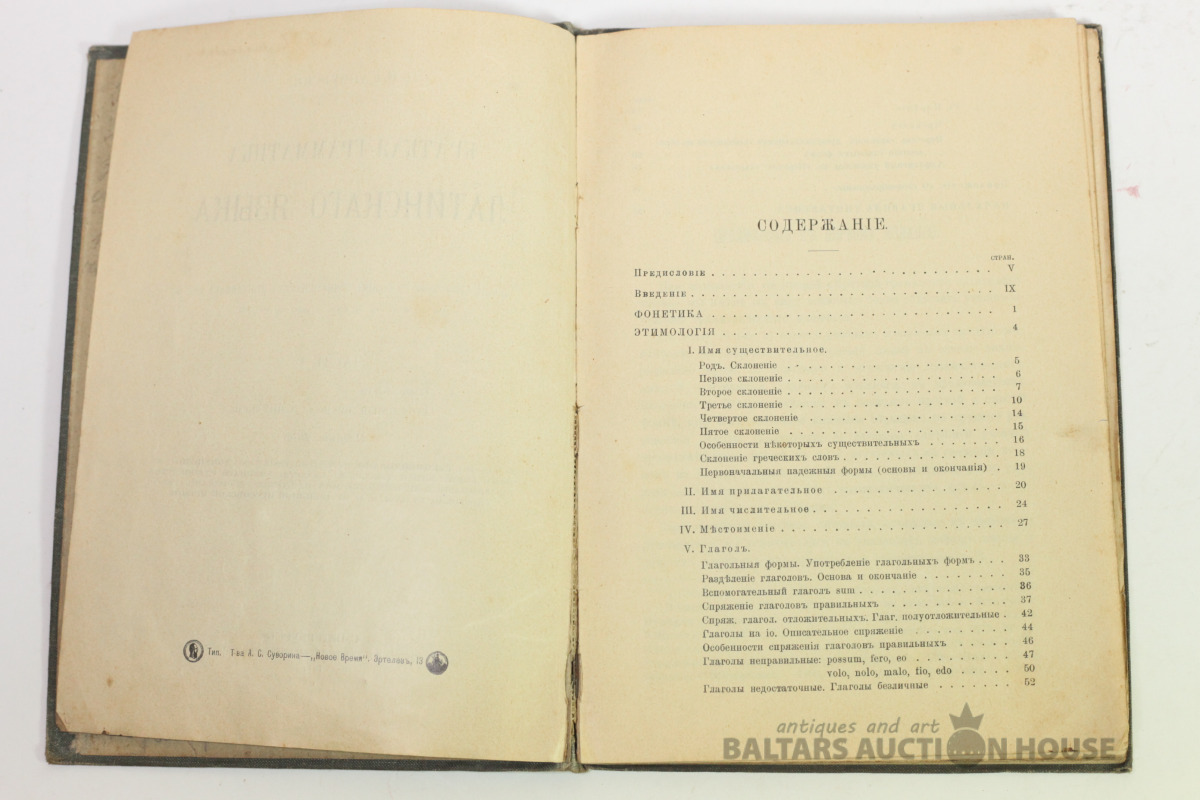 Тип. Т-ва А. С. Суворина—„Новое Время". Эртелевъ, 13
СОДЕРЖАНІЕ.
СТРАН.
Предисловіе . . . . . . . . . . V
Введеніе . . . . . . . . . . IX
ФОНЕТИКА . . . . . . . . . . 1
ЭТИМОЛОГІЯ . . . . . . . . . . 4
I. Имя существительное.
Родъ. Склоненіе . . . . . . . . . . 5
Первое склоненіе . . . . . . . . . . 6
Второе склоненіе . . . . . . . . . . 7
Третье склоненіе . . . . . . . . . . 10
Четвертое склоненіе . . . . . . . . . . 14
Пятое склоненіе . . . . . . . . . . 15
Особенности нѣкоторыхъ существительныхъ . . . . . . 16
Склоненіе греческихъ словъ . . . . . . . . . . 18
Первоначальныя падежныя формы (основы и окончанія) . 19
II. Имя прилагательное . . . . . . . . . . 20
III. Имя числительное . . . . . . . . . . 24
IV. Мѣстоименіе . . . . . . . . . . 27
V. Глаголъ.
Глагольныя формы. Употребленіе глагольныхъ формъ . . . 33
Раздѣленіе глаголовъ. Основа и окончаніе . . . . . . . 35
Вспомогательный глаголъ sum . . . . . . . . . . 36
Спряженіе глаголовъ правильныхъ . . . . . . . . . . 37
Спряж. глагол. отложительныхъ. Глаг. полуотложительные . 42
Глаголы на io. Описательное спряженіе . . . . . . . . 44
Особенности спряженія глаголовъ правильныхъ . . . . . 46
Глаголы неправильные: possum, fero, eo . . . . . . . . 47
volo, nolo, malo, fio, edo . . . . . 50
Глаголы недостаточные. Глаголы безличные . . . . . . . 52
antiques and art
BALTARS AUCTION HOUSE